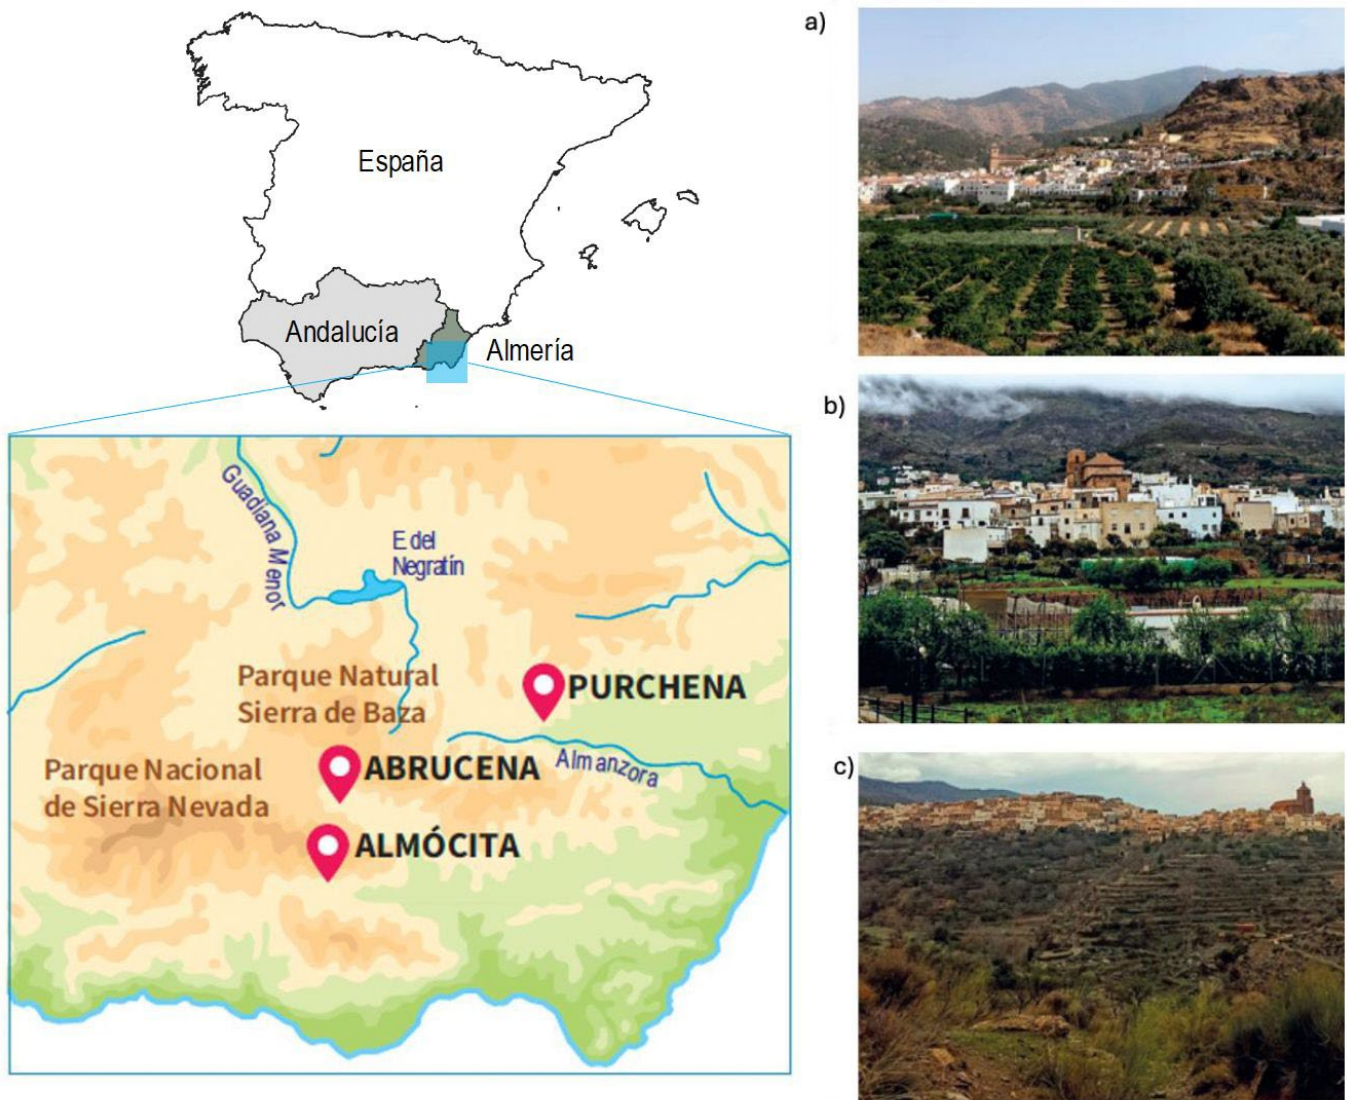 España
Andalucía
Almería
Guadiana Menor
E del
Negratín
Parque Natural
Sierra de Baza
PURCHENA
ABRUCENA
Almanzora
Parque Nacional
de Sierra Nevada
ALMÓCITA
a)
b)
c)